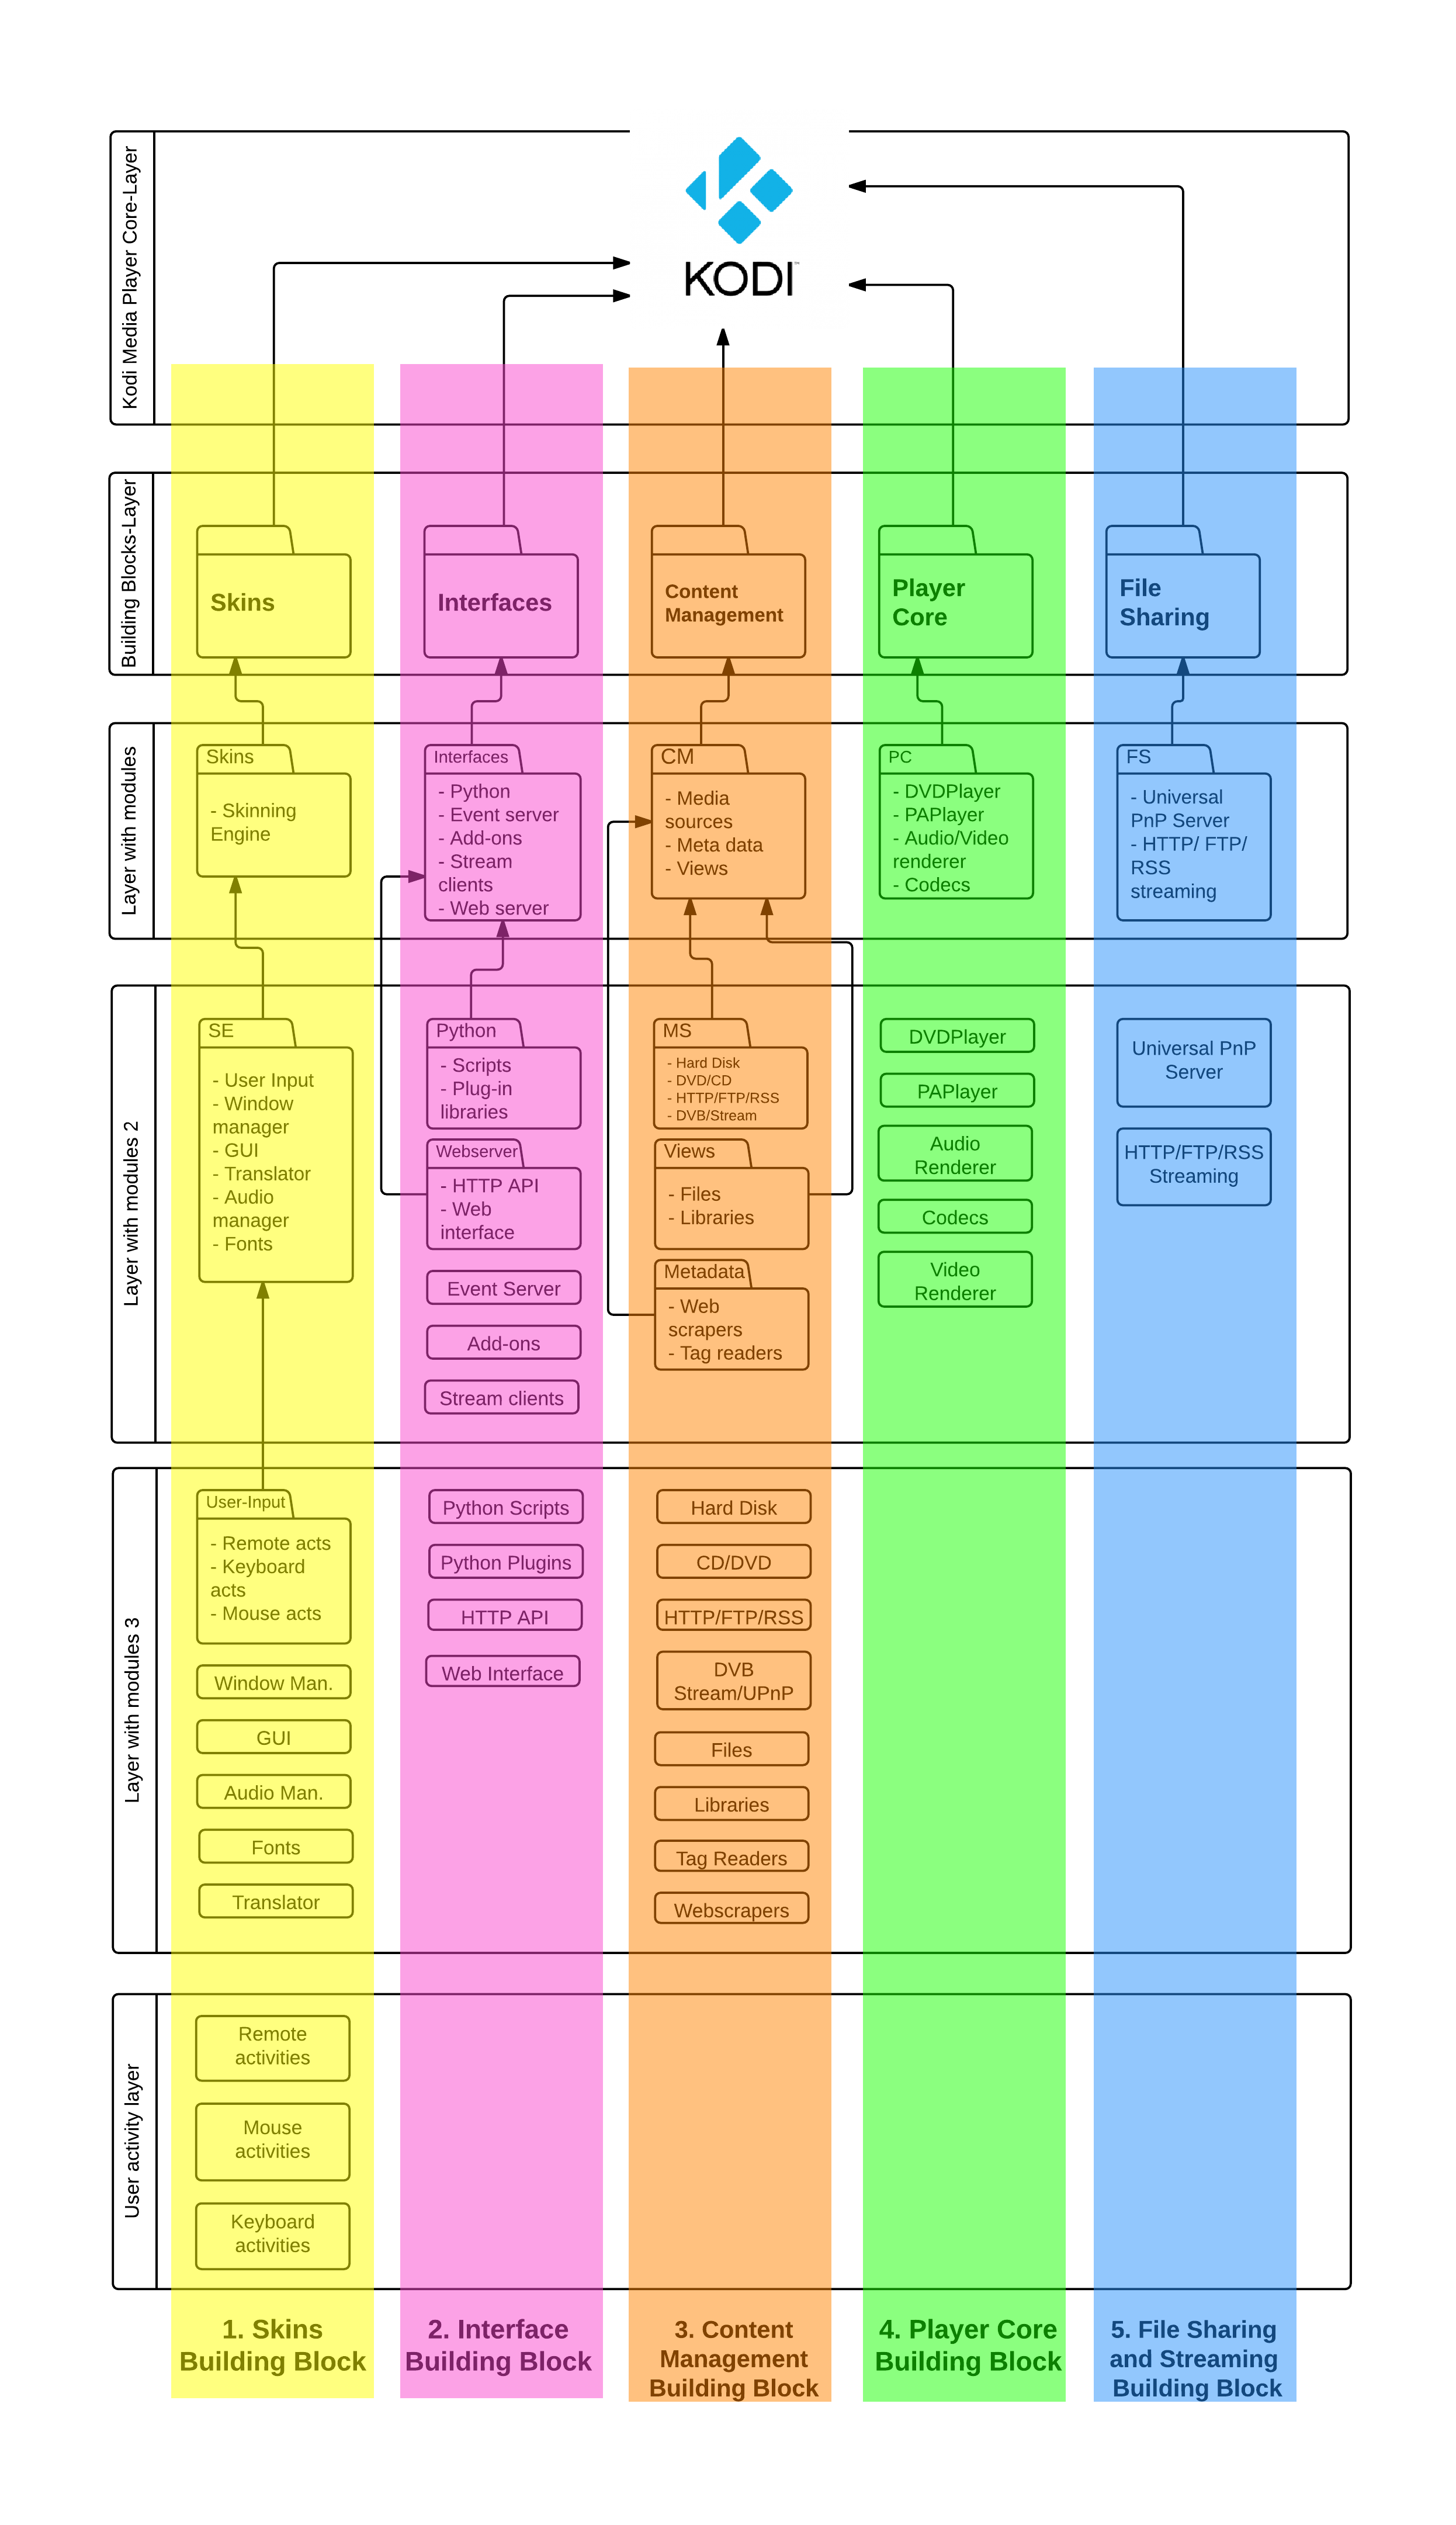 Kodi Media Player Core-Layer
KODI
™
Building Blocks-Layer
Skins
Interfaces
Content
Management
Player
Core
File
Sharing
Layer with modules
Skins
- Skinning
Engine
Interfaces
- Python
- Event server
- Add-ons
- Stream
clients
- Web server
CM
- Media
sources
- Meta data
- Views
PC
- DVDPlayer
- PAPlayer
- Audio/Video
renderer
- Codecs
FS
- Universal
PnP Server
- HTTP/ FTP/
RSS
streaming
Layer with modules 2
SE
- User Input
- Window
manager
- GUI
- Translator
- Audio
manager
- Fonts
Python
- Scripts
- Plug-in
libraries
Webserver
- HTTP API
- Web
interface
Event Server
Add-ons
Stream clients
MS
- Hard Disk
- DVD/CD
- HTTP/FTP/RSS
- DVB/Stream
Views
- Files
- Libraries
Metadata
- Web
scrapers
- Tag readers
DVDPlayer
PAPlayer
Audio
Renderer
Codecs
Video
Renderer
Universal PnP
Server
HTTP/FTP/RSS
Streaming
Layer with modules 3
User-Input
- Remote acts
- Keyboard
acts
- Mouse acts
Window Man.
GUI
Audio Man.
Fonts
Translator
Python Scripts
Python Plugins
HTTP API
Web Interface
Hard Disk
CD/DVD
HTTP/FTP/RSS
DVB
Stream/UPnP
Files
Libraries
Tag Readers
Webscrapers
User activity layer
Remote
activities
Mouse
activities
Keyboard
activities
1. Skins
Building Block
2. Interface
Building Block
3. Content
Management
Building Block
4. Player Core
Building Block
5. File Sharing
and Streaming
Building Block